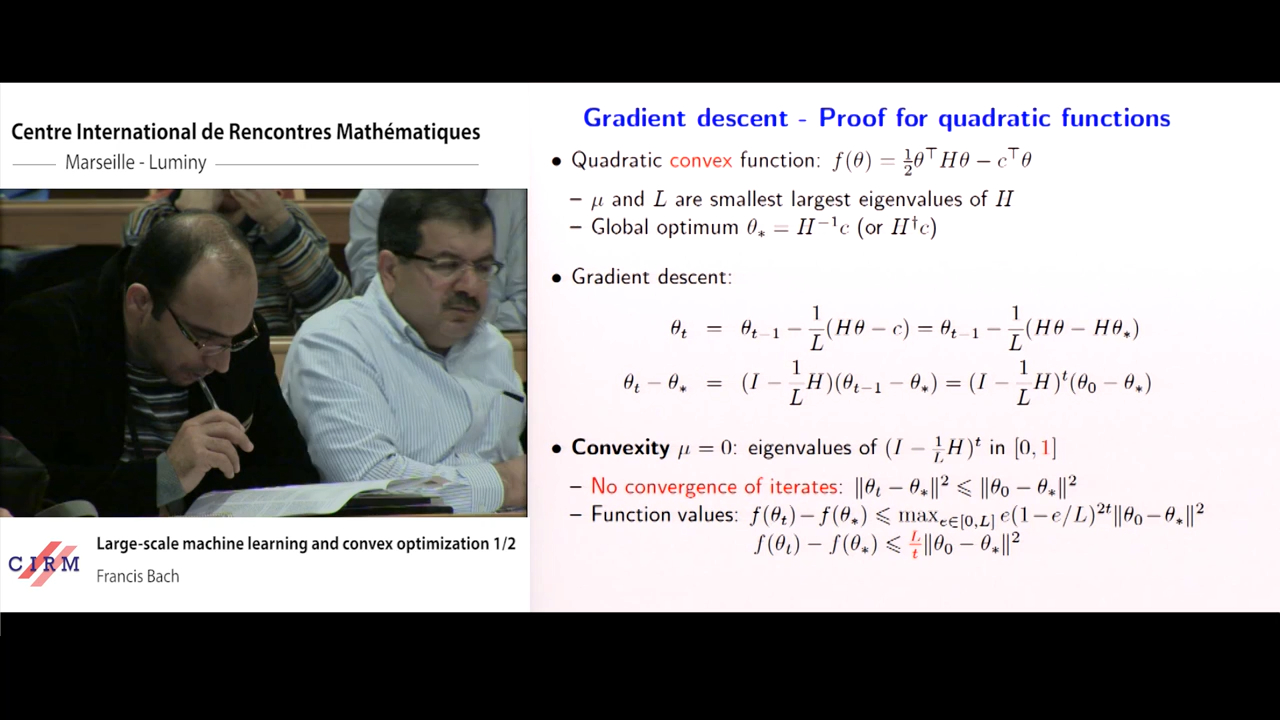 Centre International de Rencontres Mathématiques
Marseille - Luminy
CIRM
Large-scale machine learning and convex optimization 1/2
Francis Bach
Gradient descent - Proof for quadratic functions
• Quadratic convex function: f(θ) = ½θ⊤Hθ − c⊤θ
– μ and L are smallest largest eigenvalues of H
– Global optimum θ∗ = H⁻¹c (or H†c)
• Gradient descent:
θₜ = θₜ₋₁ − 1/L (Hθ − c) = θₜ₋₁ − 1/L (Hθ − Hθ∗)
θₜ − θ∗ = (I − 1/L H)(θₜ₋₁ − θ∗) = (I − 1/L H)ᵗ(θ₀ − θ∗)
• Convexity μ = 0: eigenvalues of (I − 1/L H)ᵗ in [0, 1]
– No convergence of iterates: ‖θₜ − θ∗‖² ⩽ ‖θ₀ − θ∗‖²
– Function values: f(θₜ) − f(θ∗) ⩽ max_{e∈[0,L]} e(1−e/L)²ᵗ‖θ₀−θ∗‖²
f(θₜ) − f(θ∗) ⩽ L/t ‖θ₀ − θ∗‖²